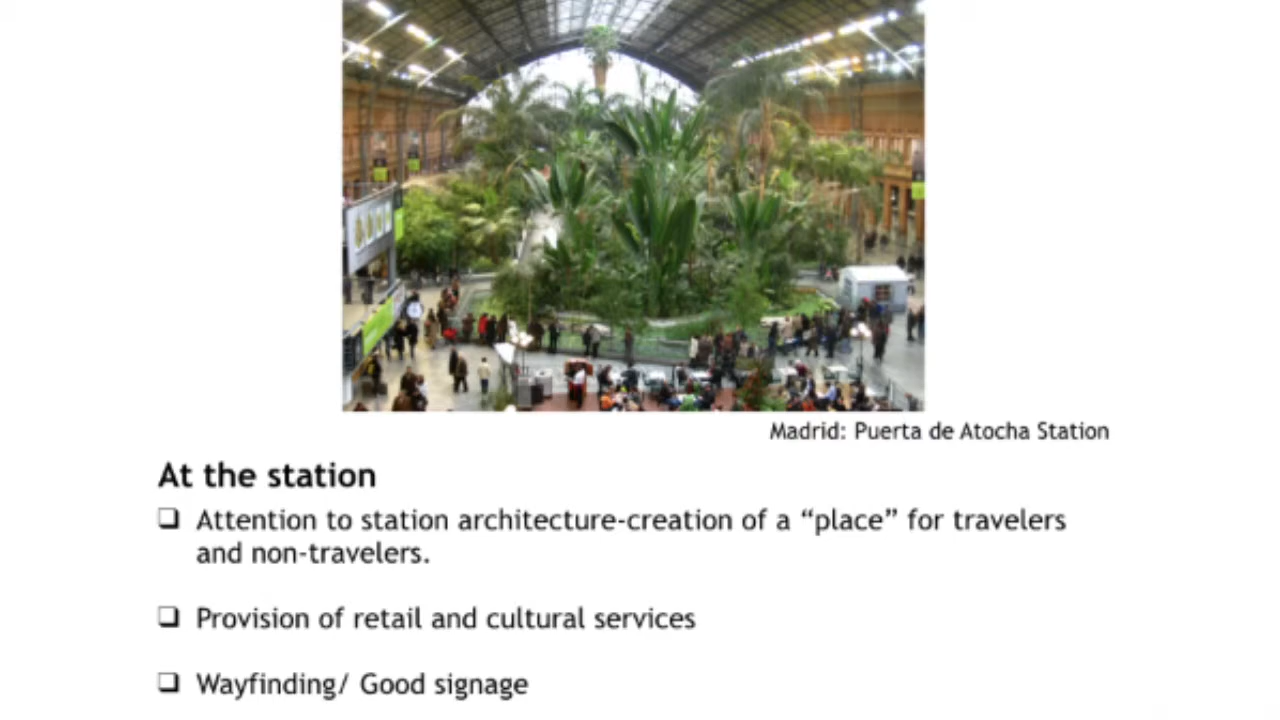 Madrid: Puerta de Atocha Station
At the station
❑ Attention to station architecture-creation of a “place” for travelers
and non-travelers.
❑ Provision of retail and cultural services
❑ Wayfinding/ Good signage